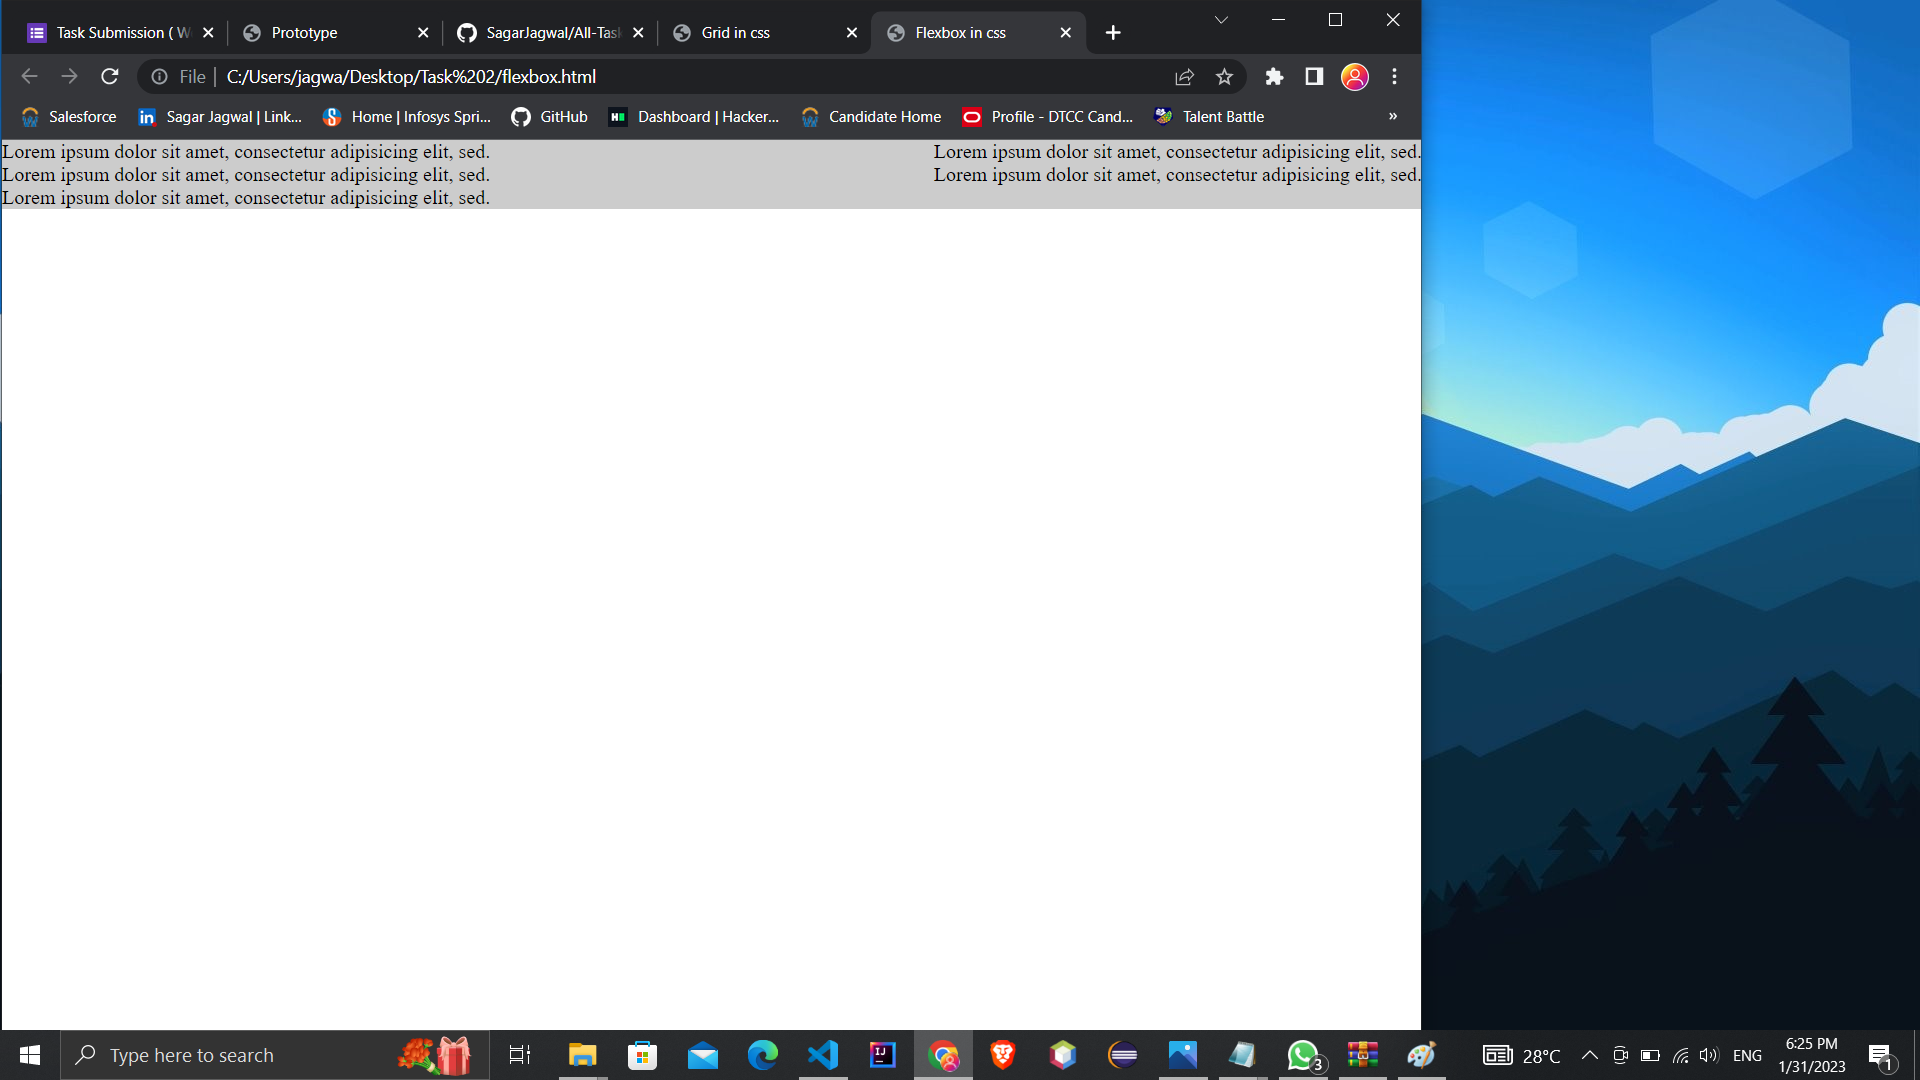 Task Submission ( W
Prototype
SagarJagwal/All-Task
Grid in css
Flexbox in css
File
C:/Users/jagwa/Desktop/Task%202/flexbox.html
Salesforce
Sagar Jagwal | Link...
Home | Infosys Spri...
GitHub
Dashboard | Hacker...
Candidate Home
Profile - DTCC Cand...
Talent Battle
»
Lorem ipsum dolor sit amet, consectetur adipisicing elit, sed.
Lorem ipsum dolor sit amet, consectetur adipisicing elit, sed.
Lorem ipsum dolor sit amet, consectetur adipisicing elit, sed.
Lorem ipsum dolor sit amet, consectetur adipisicing elit, sed.
Lorem ipsum dolor sit amet, consectetur adipisicing elit, sed.
Type here to search
IJ
3
28°C
ENG
6:25 PM
1/31/2023
1